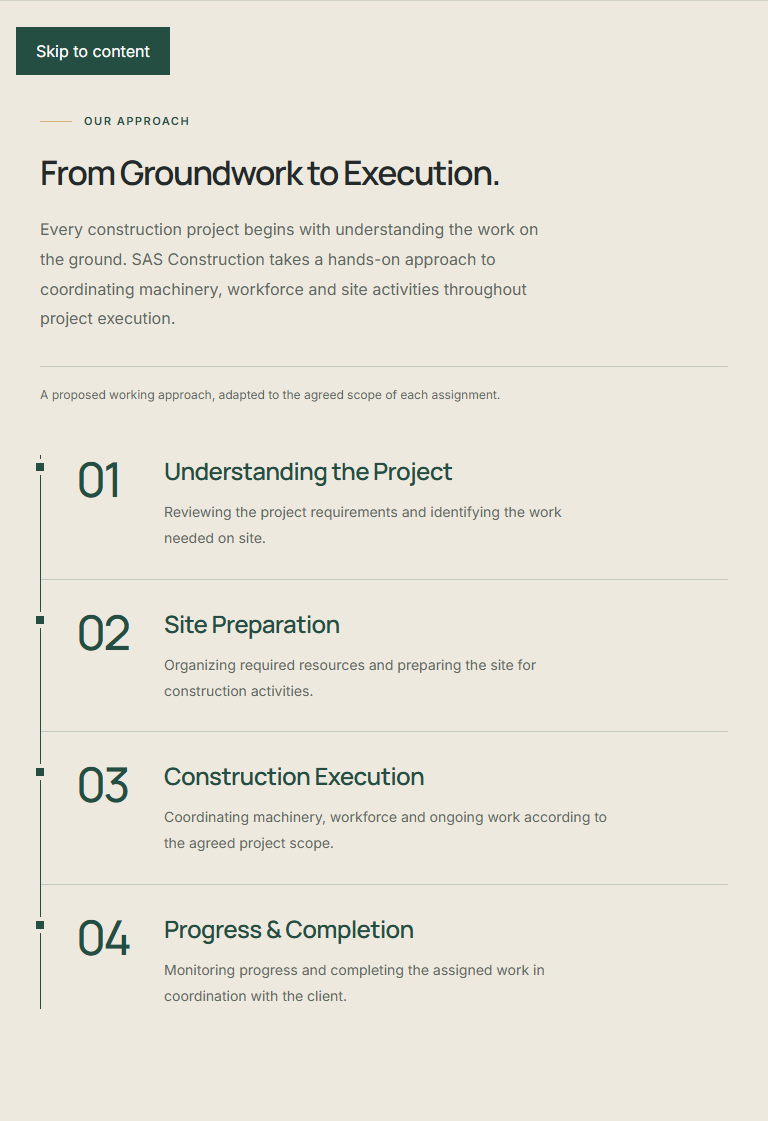 Skip to content
OUR APPROACH
From Groundwork to Execution.
Every construction project begins with understanding the work on
the ground. SAS Construction takes a hands-on approach to
coordinating machinery, workforce and site activities throughout
project execution.
A proposed working approach, adapted to the agreed scope of each assignment.
01
Understanding the Project
Reviewing the project requirements and identifying the work
needed on site.
02
Site Preparation
Organizing required resources and preparing the site for
construction activities.
03
Construction Execution
Coordinating machinery, workforce and ongoing work according to
the agreed project scope.
04
Progress & Completion
Monitoring progress and completing the assigned work in
coordination with the client.